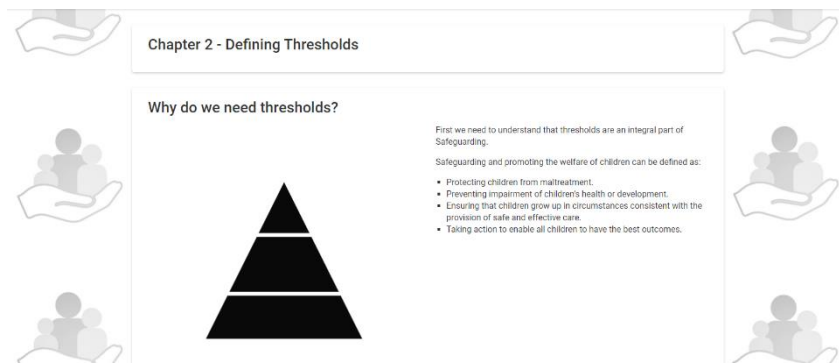 Chapter 2 - Defining Thresholds
Why do we need thresholds?
First we need to understand that thresholds are an integral part of
Safeguarding.
Safeguarding and promoting the welfare of children can be defined as:
▪ Protecting children from maltreatment.
▪ Preventing impairment of children's health or development.
▪ Ensuring that children grow up in circumstances consistent with the
provision of safe and effective care.
▪ Taking action to enable all children to have the best outcomes.